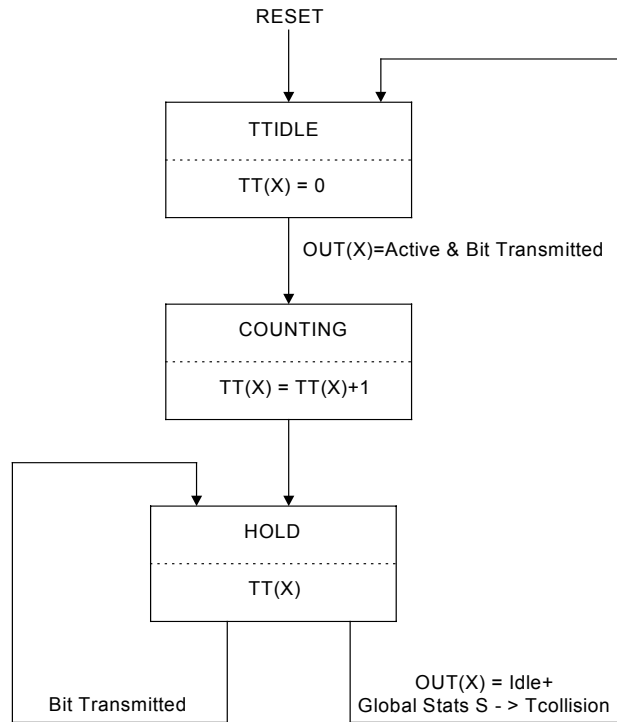 RESET
TTIDLE
TT(X) = 0
OUT(X)=Active & Bit Transmitted
COUNTING
TT(X) = TT(X)+1
HOLD
TT(X)
Bit Transmitted
OUT(X) = Idle+
Global Stats S - > Tcollision